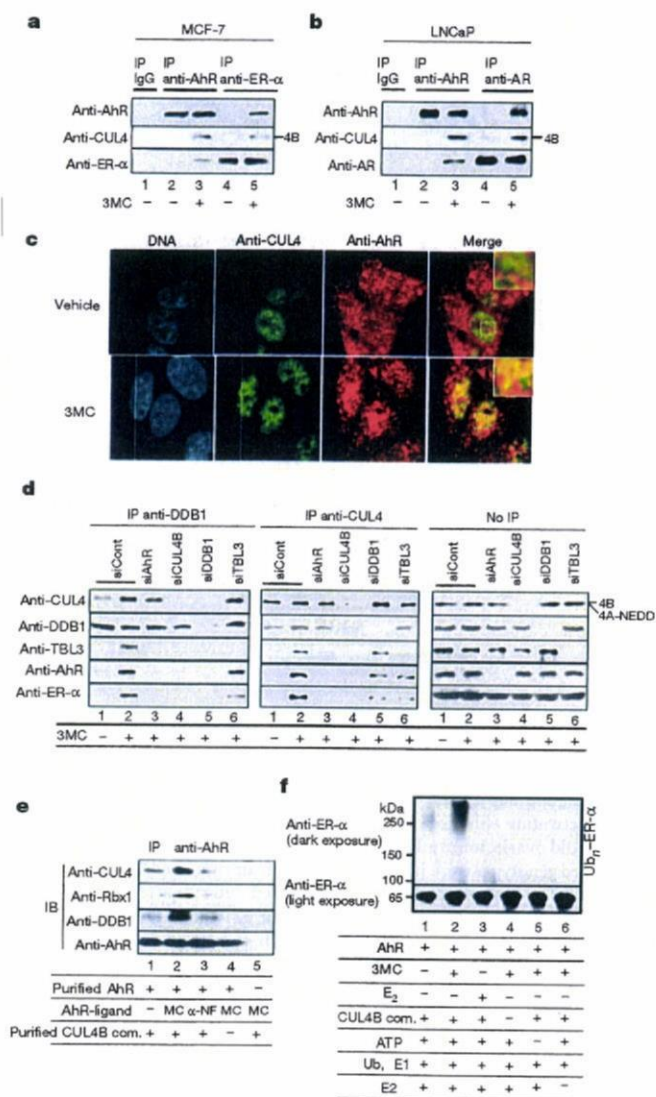 a
MCF-7
IP IgG
IP anti-AhR
IP anti-ER-α
Anti-AhR
Anti-CUL4
4B
Anti-ER-α
1 2 3 4 5
3MC − − + − +
b
LNCaP
IP IgG
IP anti-AhR
IP anti-AR
Anti-AhR
Anti-CUL4
4B
Anti-AR
1 2 3 4 5
3MC − − + − +
c
DNA Anti-CUL4 Anti-AhR Merge
Vehicle
3MC
d
IP anti-DDB1 IP anti-CUL4 No IP
siCont siAhR siCUL4B siDDB1 siTBL3
siCont siAhR siCUL4B siDDB1 siTBL3
siCont siAhR siCUL4B siDDB1 siTBL3
Anti-CUL4
4B
4A-NEDD
Anti-DDB1
Anti-TBL3
Anti-AhR
Anti-ER-α
1 2 3 4 5 6 1 2 3 4 5 6 1 2 3 4 5 6
3MC − + + + + + − + + + + + − + + + + +
e
IP anti-AhR
IB
Anti-CUL4
Anti-Rbx1
Anti-DDB1
Anti-AhR
1 2 3 4 5
Purified AhR + + + + −
AhR-ligand − MC α-NF MC MC
Purified CUL4B com. + + + − +
f
kDa
Anti-ER-α (dark exposure)
250
150
100
Anti-ER-α (light exposure)
65
Ubn–ER-α
1 2 3 4 5 6
AhR + + + + + +
3MC − + − + + +
E2 − − + − − −
CUL4B com. + + + − + +
ATP + + + + − +
Ub, E1 + + + + + +
E2 + + + + + −